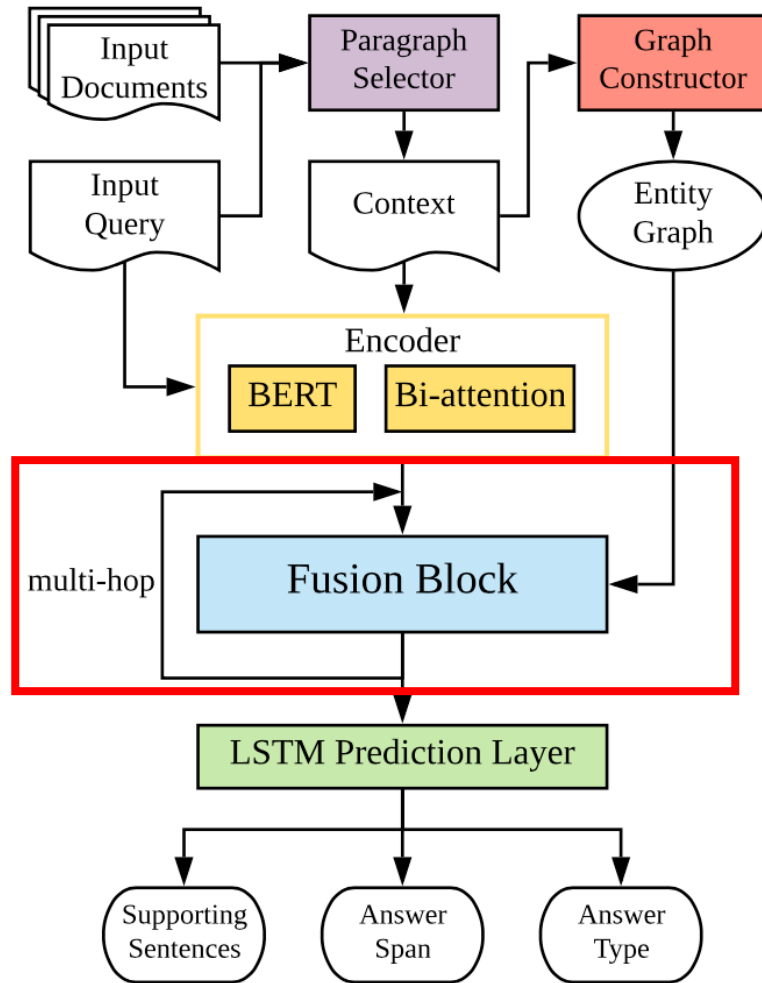 Input
Documents
Paragraph
Selector
Graph
Constructor
Input
Query
Context
Entity
Graph
Encoder
BERT
Bi-attention
multi-hop
Fusion Block
LSTM Prediction Layer
Supporting
Sentences
Answer
Span
Answer
Type